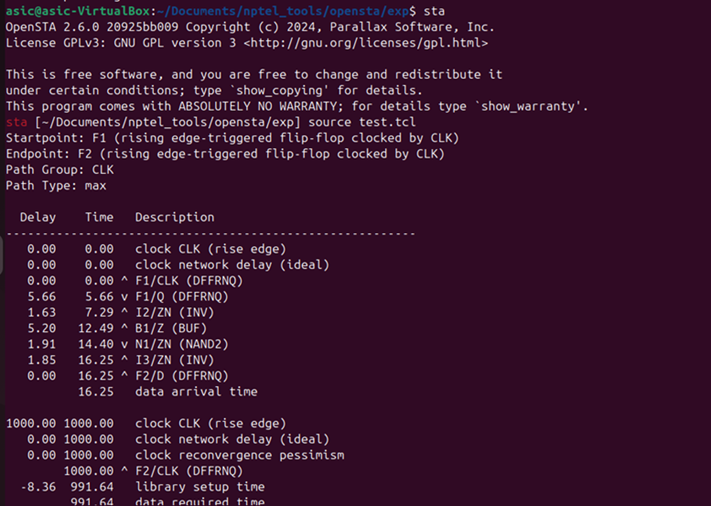 asic@asic-VirtualBox:~/Documents/nptel_tools/opensta/exp$ sta
OpenSTA 2.6.0 20925bb009 Copyright (c) 2024, Parallax Software, Inc.
License GPLv3: GNU GPL version 3 <http://gnu.org/licenses/gpl.html>

This is free software, and you are free to change and redistribute it
under certain conditions; type `show_copying' for details.
This program comes with ABSOLUTELY NO WARRANTY; for details type `show_warranty'.
sta [~/Documents/nptel_tools/opensta/exp] source test.tcl
Startpoint: F1 (rising edge-triggered flip-flop clocked by CLK)
Endpoint: F2 (rising edge-triggered flip-flop clocked by CLK)
Path Group: CLK
Path Type: max

  Delay    Time   Description
---------------------------------------------------------
   0.00    0.00   clock CLK (rise edge)
   0.00    0.00   clock network delay (ideal)
   0.00    0.00 ^ F1/CLK (DFFRNQ)
   5.66    5.66 v F1/Q (DFFRNQ)
   1.63    7.29 ^ I2/ZN (INV)
   5.20   12.49 ^ B1/Z (BUF)
   1.91   14.40 v N1/ZN (NAND2)
   1.85   16.25 ^ I3/ZN (INV)
   0.00   16.25 ^ F2/D (DFFRNQ)
          16.25   data arrival time

1000.00 1000.00   clock CLK (rise edge)
   0.00 1000.00   clock network delay (ideal)
   0.00 1000.00   clock reconvergence pessimism
        1000.00 ^ F2/CLK (DFFRNQ)
  -8.36  991.64   library setup time
         991.64   data required time